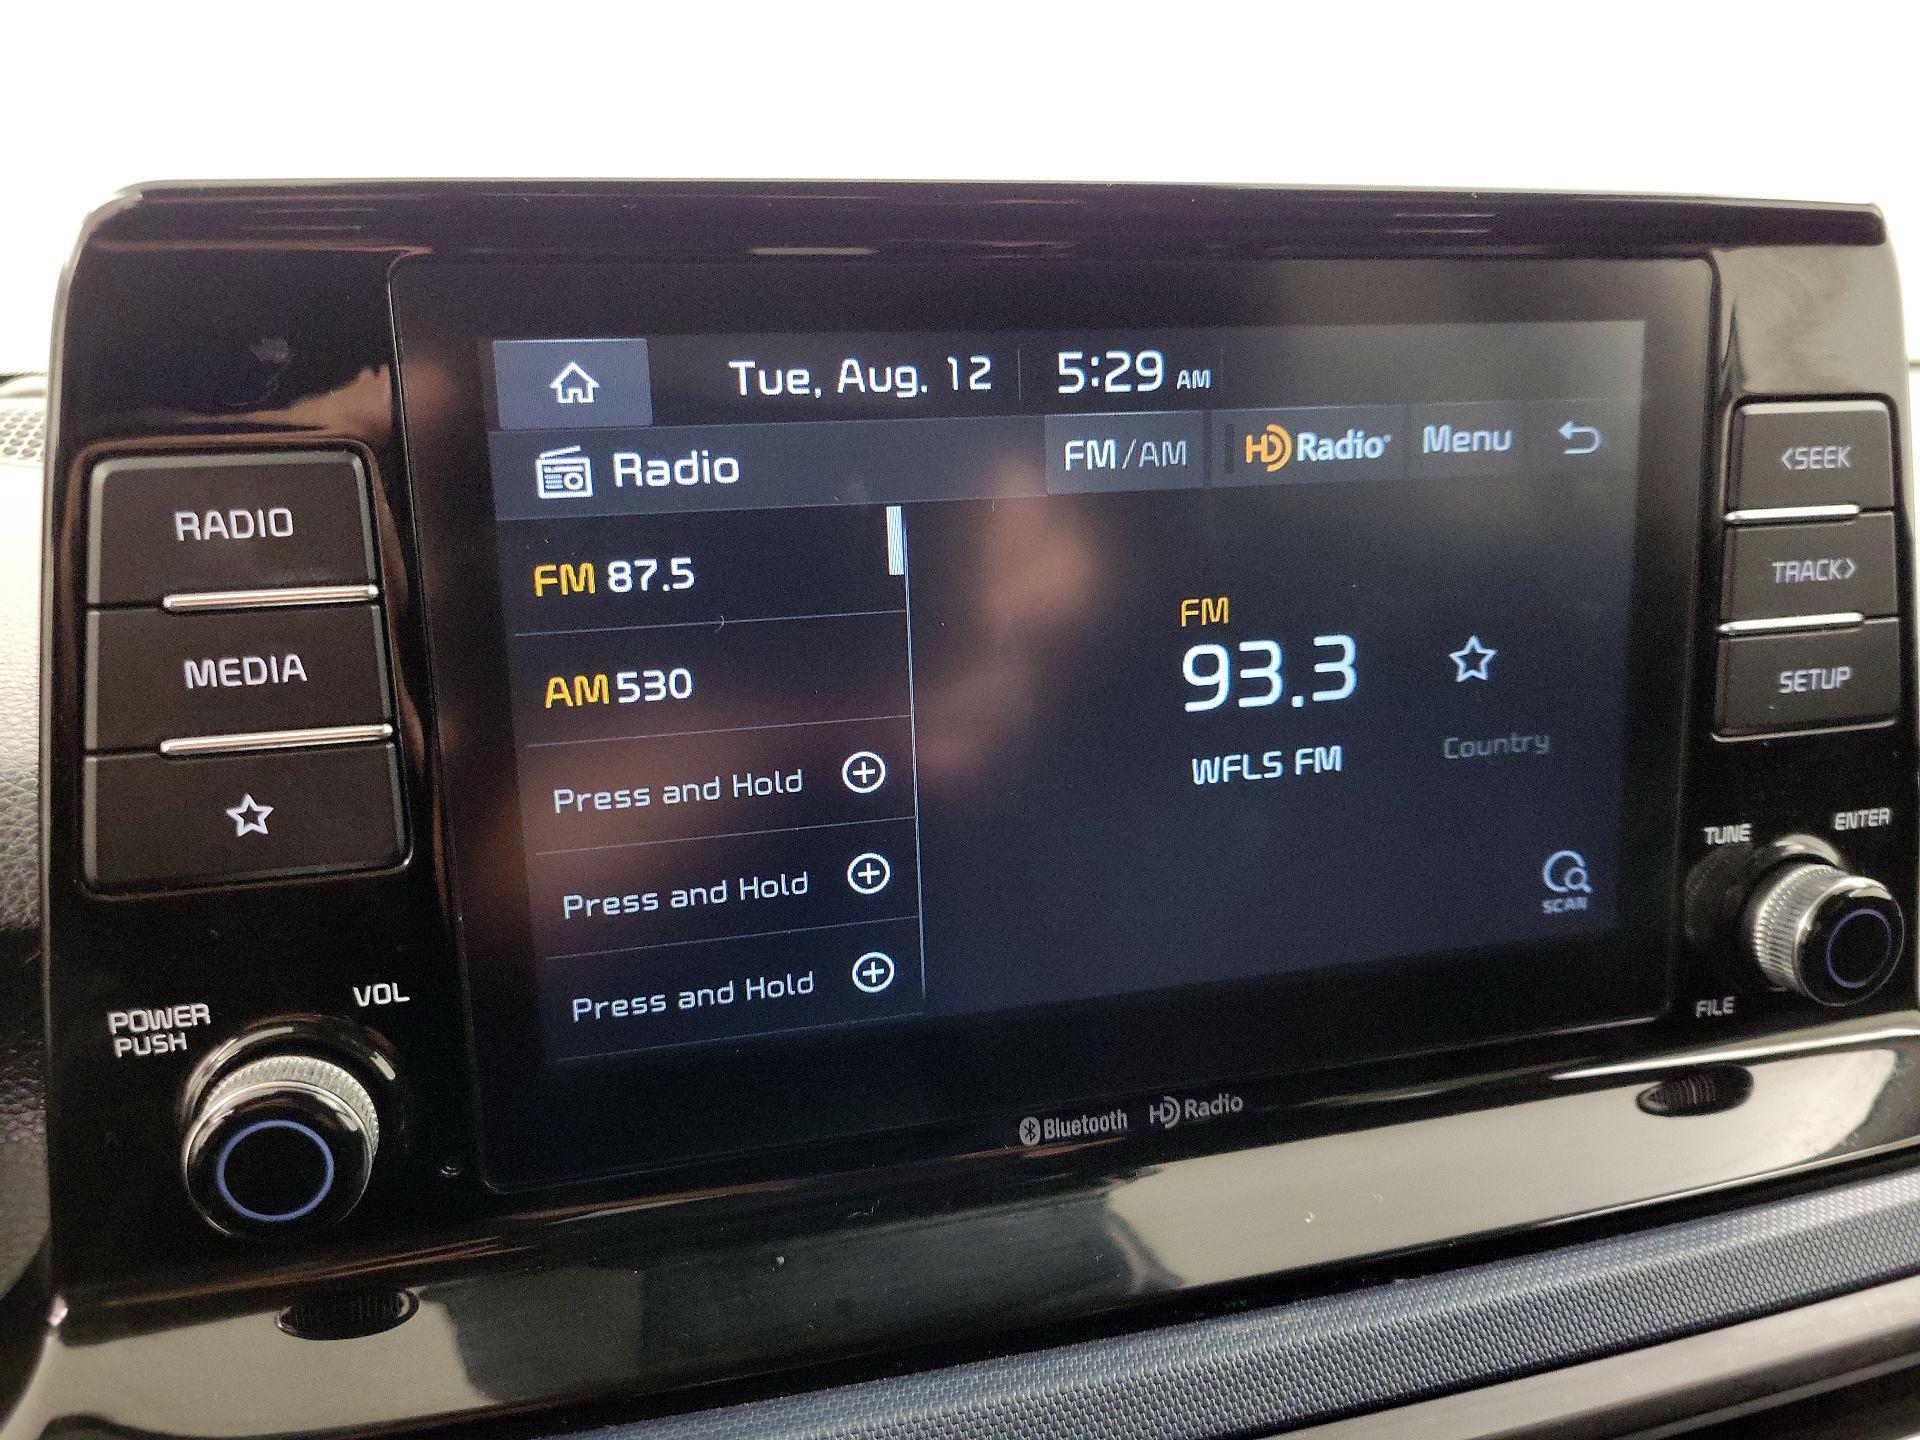 Tue, Aug. 12 5:29 AM
Radio FM/AM HD Radio Menu
RADIO
MEDIA
<SEEK
TRACK>
SETUP
FM 87.5
AM 530
Press and Hold
Press and Hold
Press and Hold
FM
93.3
WFLS FM
Country
SCAN
TUNE
ENTER
FILE
POWER
PUSH
VOL
Bluetooth HD Radio